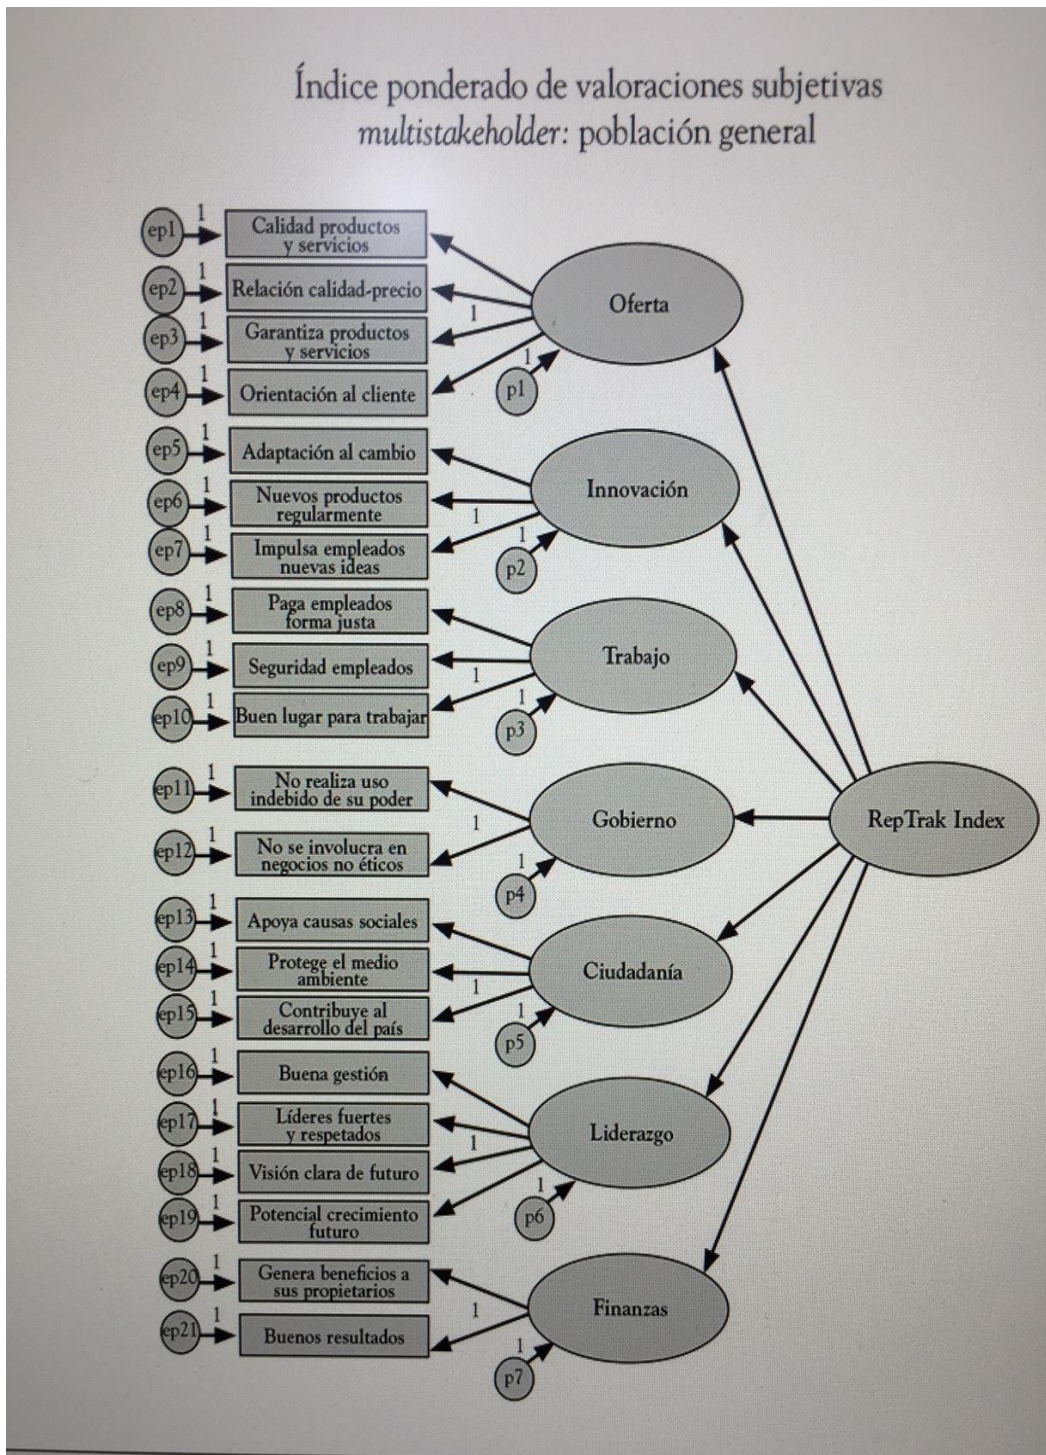 Índice ponderado de valoraciones subjetivas
multistakeholder: población general
ep1
1
Calidad productos
y servicios
ep2
1
Relación calidad-precio
ep3
1
Garantiza productos
y servicios
ep4
1
Orientación al cliente
1
1
p1
Oferta
ep5
1
Adaptación al cambio
ep6
1
Nuevos productos
regularmente
ep7
1
Impulsa empleados
nuevas ideas
1
1
p2
Innovación
ep8
1
Paga empleados
forma justa
ep9
1
Seguridad empleados
ep10
1
Buen lugar para trabajar
1
1
p3
Trabajo
ep11
1
No realiza uso
indebido de su poder
ep12
1
No se involucra en
negocios no éticos
1
1
p4
Gobierno
RepTrak Index
ep13
1
Apoya causas sociales
ep14
1
Protege el medio
ambiente
ep15
1
Contribuye al
desarrollo del país
1
1
p5
Ciudadanía
ep16
1
Buena gestión
ep17
1
Líderes fuertes
y respetados
ep18
1
Visión clara de futuro
ep19
1
Potencial crecimiento
futuro
1
1
p6
Liderazgo
ep20
1
Genera beneficios a
sus propietarios
ep21
1
Buenos resultados
1
1
p7
Finanzas